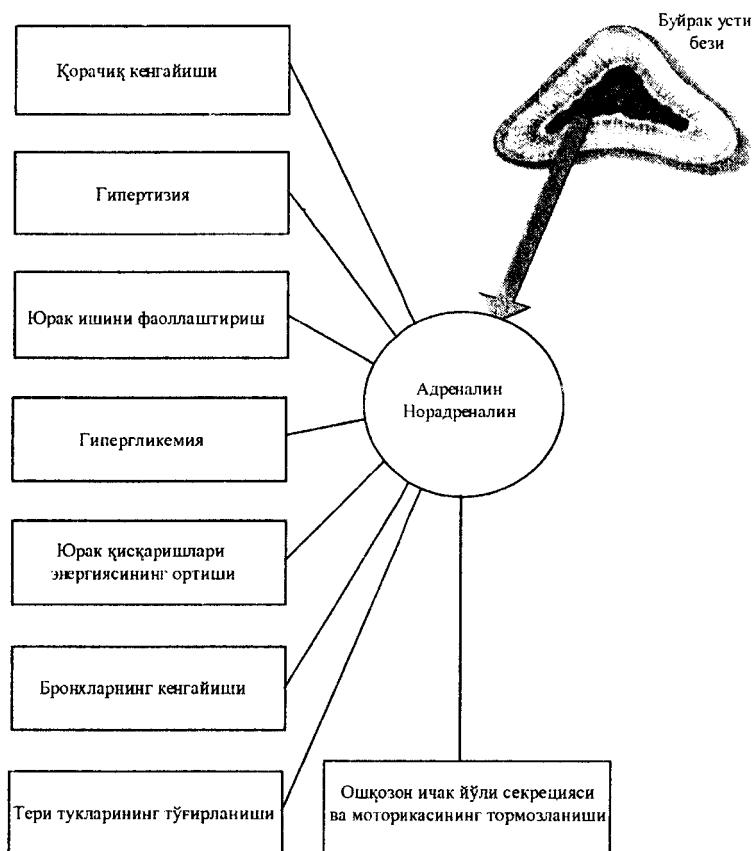 Буйрак усти
бези
Қорачиқ кенгайиши
Гипертизия
Юрак ишини фаоллаштириш
Адреналин
Норадреналин
Гипергликемия
Юрак қисқаришлари
энергиясининг ортиши
Бронхларнинг кенгайиши
Тери тукларининг тўғирланиши
Ошқозон ичак йўли секрецияси
ва моторикасининг тормозланиши